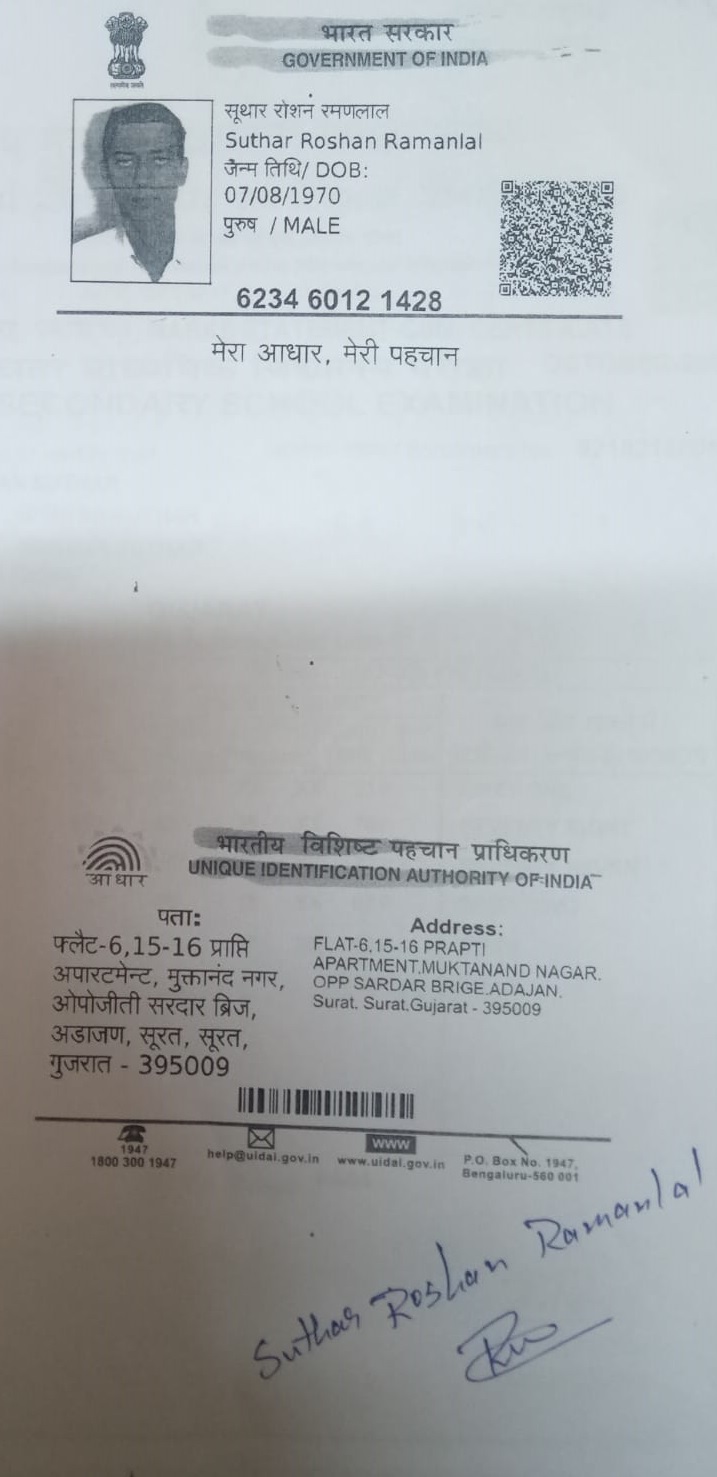 भारत सरकार
GOVERNMENT OF INDIA
सूथार रोशन रमणलाल
Suthar Roshan Ramanlal
जन्म तिथि/ DOB:
07/08/1970
पुरुष / MALE
6234 6012 1428
मेरा आधार, मेरी पहचान
भारतीय विशिष्ट पहचान प्राधिकरण
आधार
UNIQUE IDENTIFICATION AUTHORITY OF INDIA
पता:
फ्लैट-6,15-16 प्राप्ति
अपारटमेन्ट, मुक्तानंद नगर,
ओपोजीती सरदार ब्रिज,
अडाजण, सूरत, सूरत,
गुजरात - 395009
Address:
FLAT-6,15-16 PRAPTI
APARTMENT,MUKTANAND NAGAR.
OPP SARDAR BRIGE.ADAJAN.
Surat. Surat.Gujarat - 395009
1947
1800 300 1947
help@uidai.gov.in
www
www.uidai.gov.in
P.O. Box No. 1947,
Bengaluru-560 001
Suthar Roshan Ramanlal